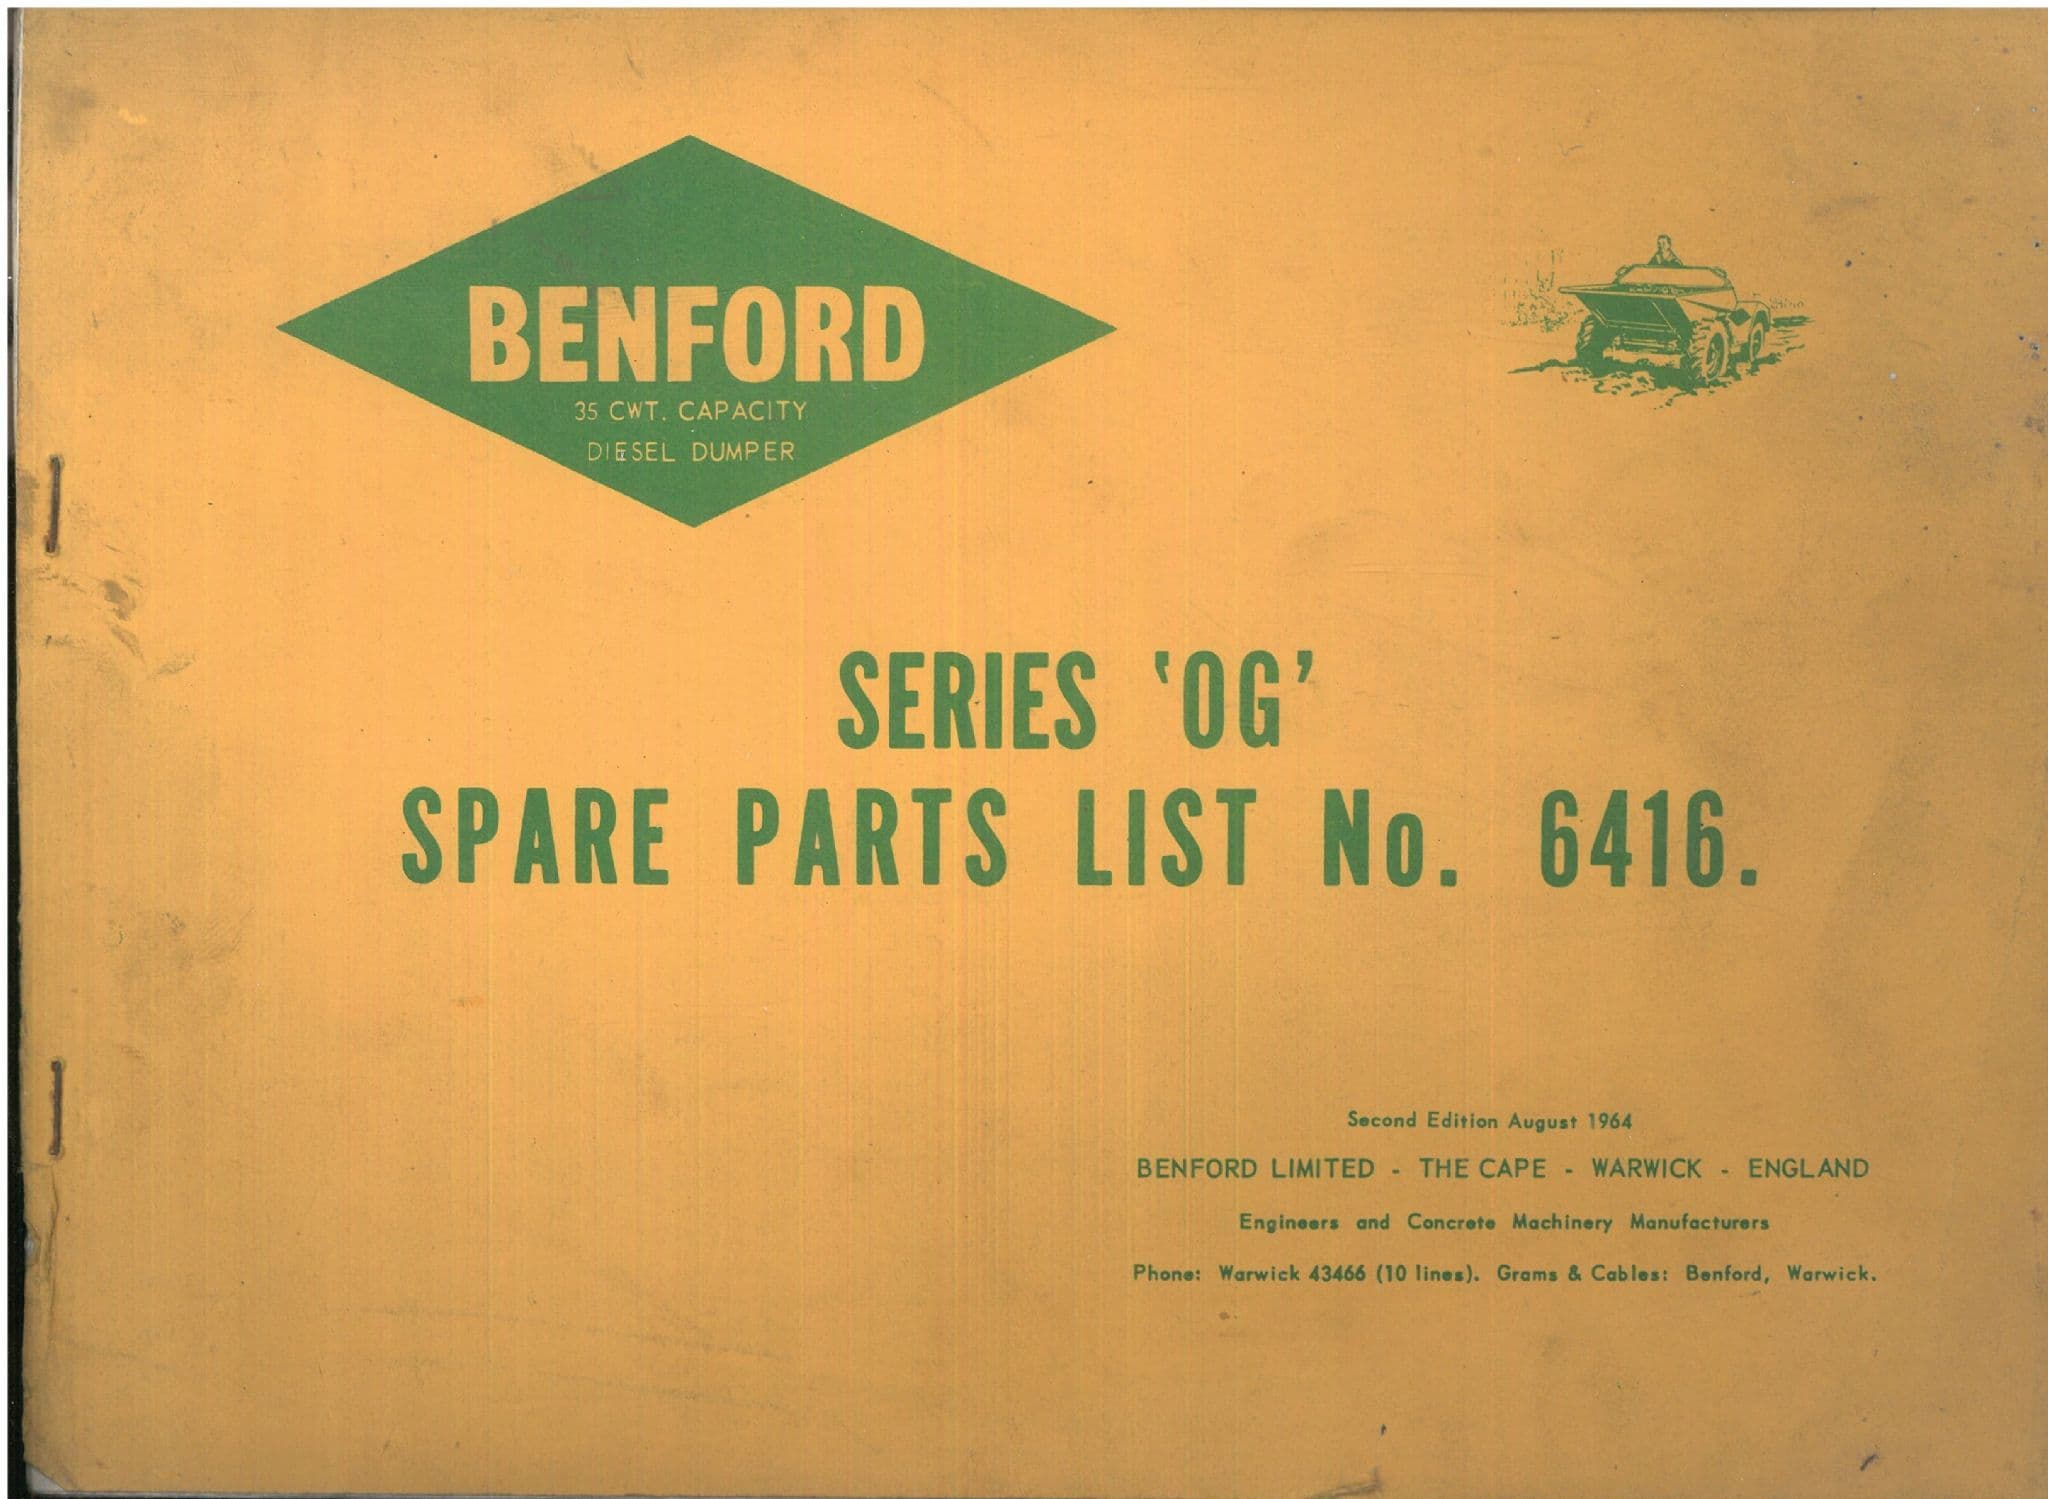 BENFORD
35 CWT. CAPACITY
DIESEL DUMPER
SERIES ‘OG’
SPARE PARTS LIST No. 6416.
Second Edition August 1964
BENFORD LIMITED - THE CAPE - WARWICK - ENGLAND
Engineers and Concrete Machinery Manufacturers
Phone: Warwick 43466 (10 lines). Grams & Cables: Benford, Warwick.